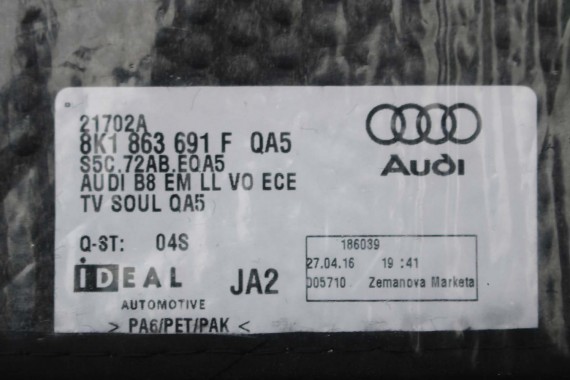 21702A
8K1 863 691 F QA5
S5C.72AB.EQA5
AUDI B8 EM LL VO ECE
TV SOUL QA5
Audi
Q-ST: 04S
IDEAL
AUTOMOTIVE
JA2
> PA6/PET/PAK <
186039
27.04.16 19:41
005710 Zemanova Marketa